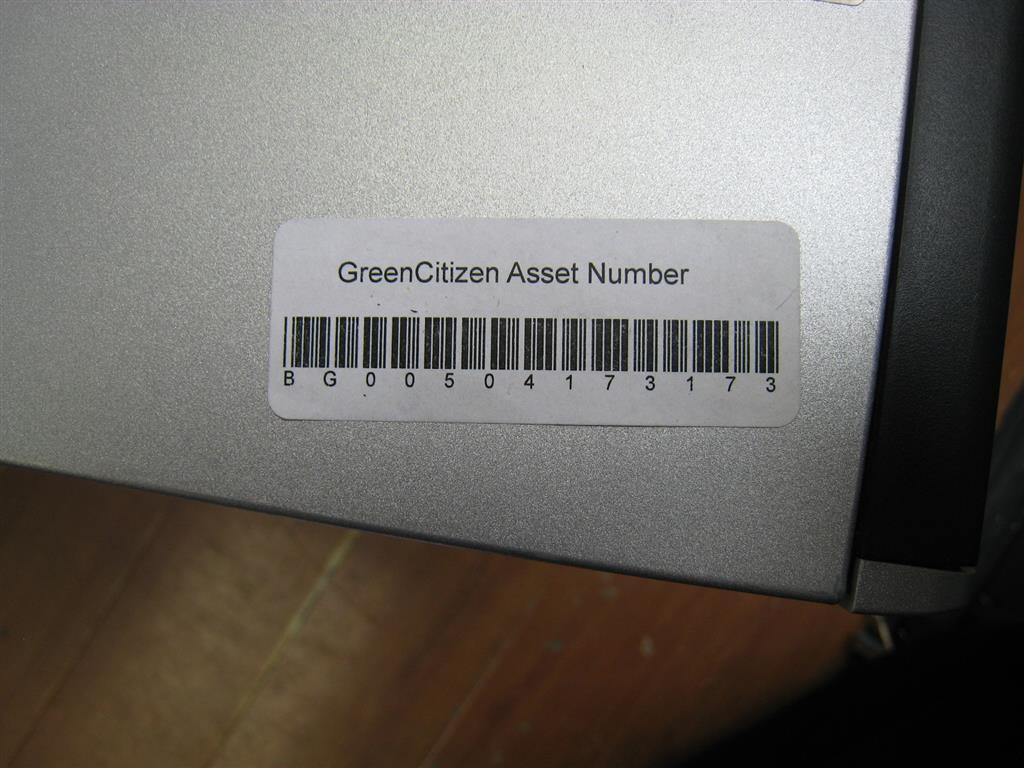 GreenCitizen Asset Number
B G 0 0 5 0 4 1 7 3 1 7 3